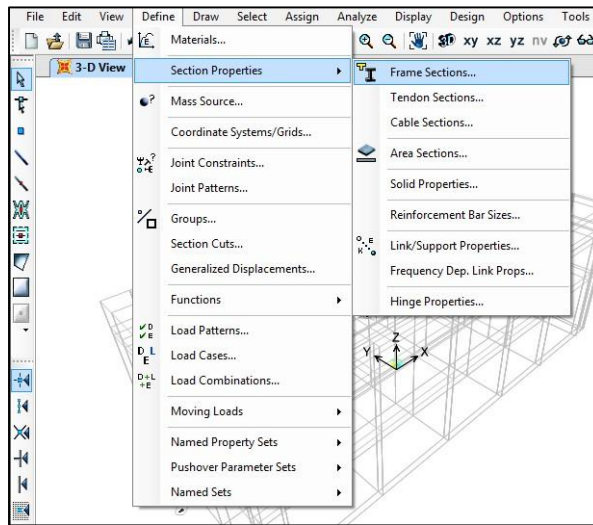 File Edit View Define Draw Select Assign Analyze Display Design Options Tools
xy xz yz nv
3-D View
Materials...
Section Properties
Mass Source...
Coordinate Systems/Grids...
Joint Constraints...
Joint Patterns...
Groups...
Section Cuts...
Generalized Displacements...
Functions
Load Patterns...
Load Cases...
Load Combinations...
Moving Loads
Named Property Sets
Pushover Parameter Sets
Named Sets
Frame Sections...
Tendon Sections...
Cable Sections...
Area Sections...
Solid Properties...
Reinforcement Bar Sizes...
Link/Support Properties...
Frequency Dep. Link Props...
Hinge Properties...
Z
Y X